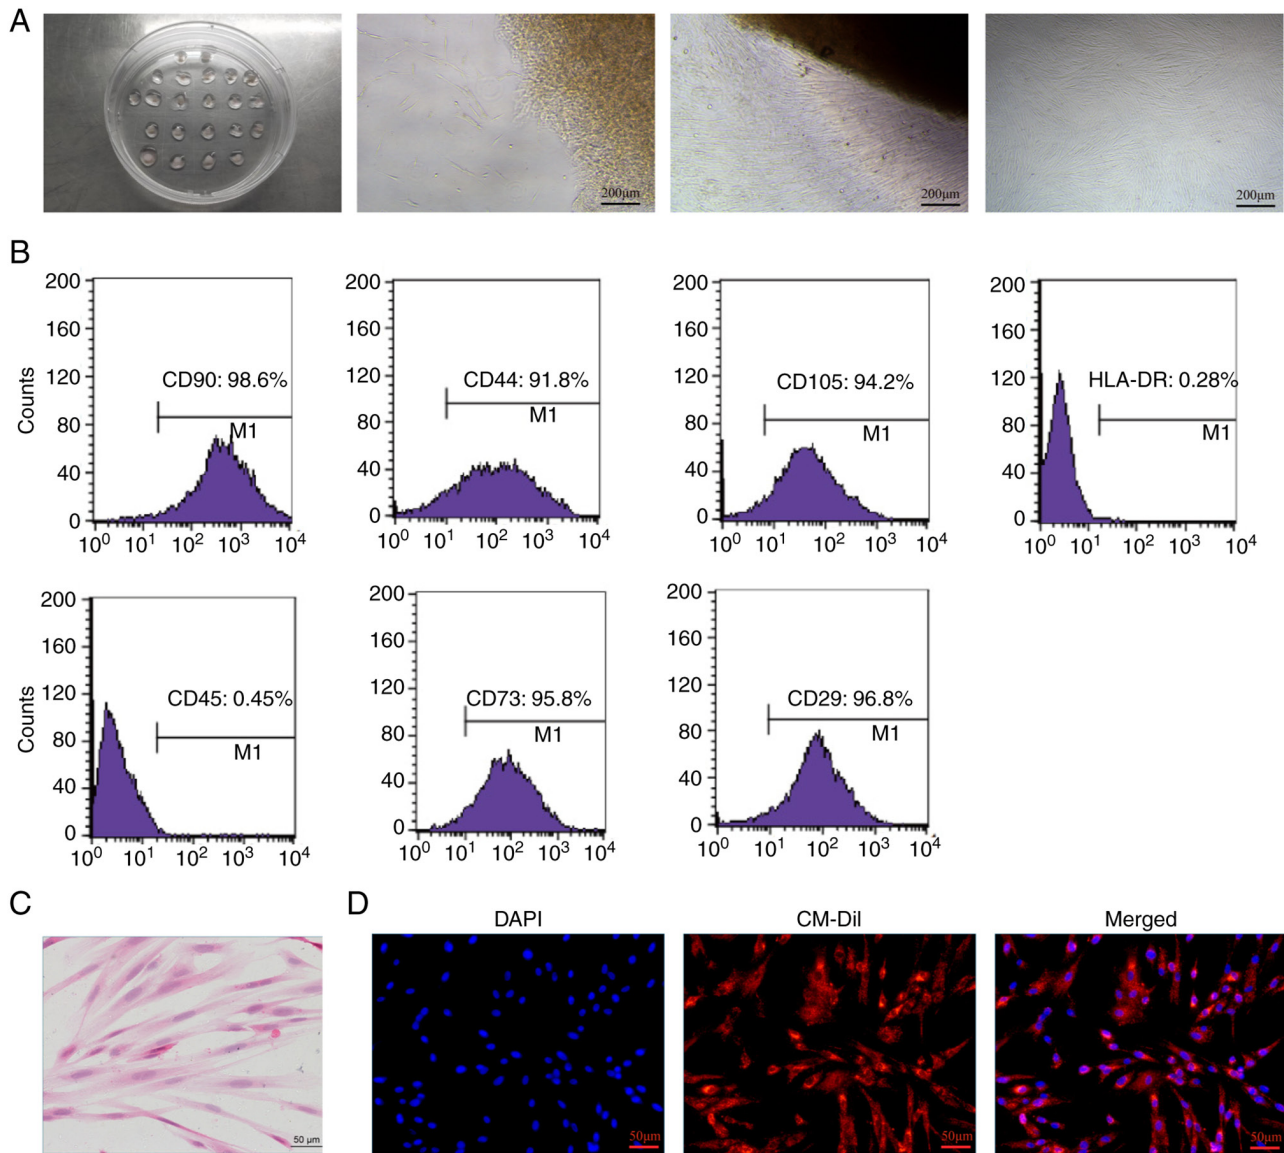 A
200μm
200μm
200μm
B
200
160
120
80
40
0
Counts
CD90: 98.6%
M1
10⁰ 10¹ 10² 10³ 10⁴
200
160
120
80
40
0
CD44: 91.8%
M1
10⁰ 10¹ 10² 10³ 10⁴
200
160
120
80
40
0
CD105: 94.2%
M1
10⁰ 10¹ 10² 10³ 10⁴
200
160
120
80
40
0
HLA-DR: 0.28%
M1
10⁰ 10¹ 10² 10³ 10⁴
200
160
120
80
40
0
Counts
CD45: 0.45%
M1
10⁰ 10¹ 10² 10³ 10⁴
200
160
120
80
40
0
CD73: 95.8%
M1
10⁰ 10¹ 10² 10³ 10⁴
200
160
120
80
40
0
CD29: 96.8%
M1
10⁰ 10¹ 10² 10³ 10⁴
C
50 μm
D
DAPI
50μm
CM-Dil
50μm
Merged
50μm